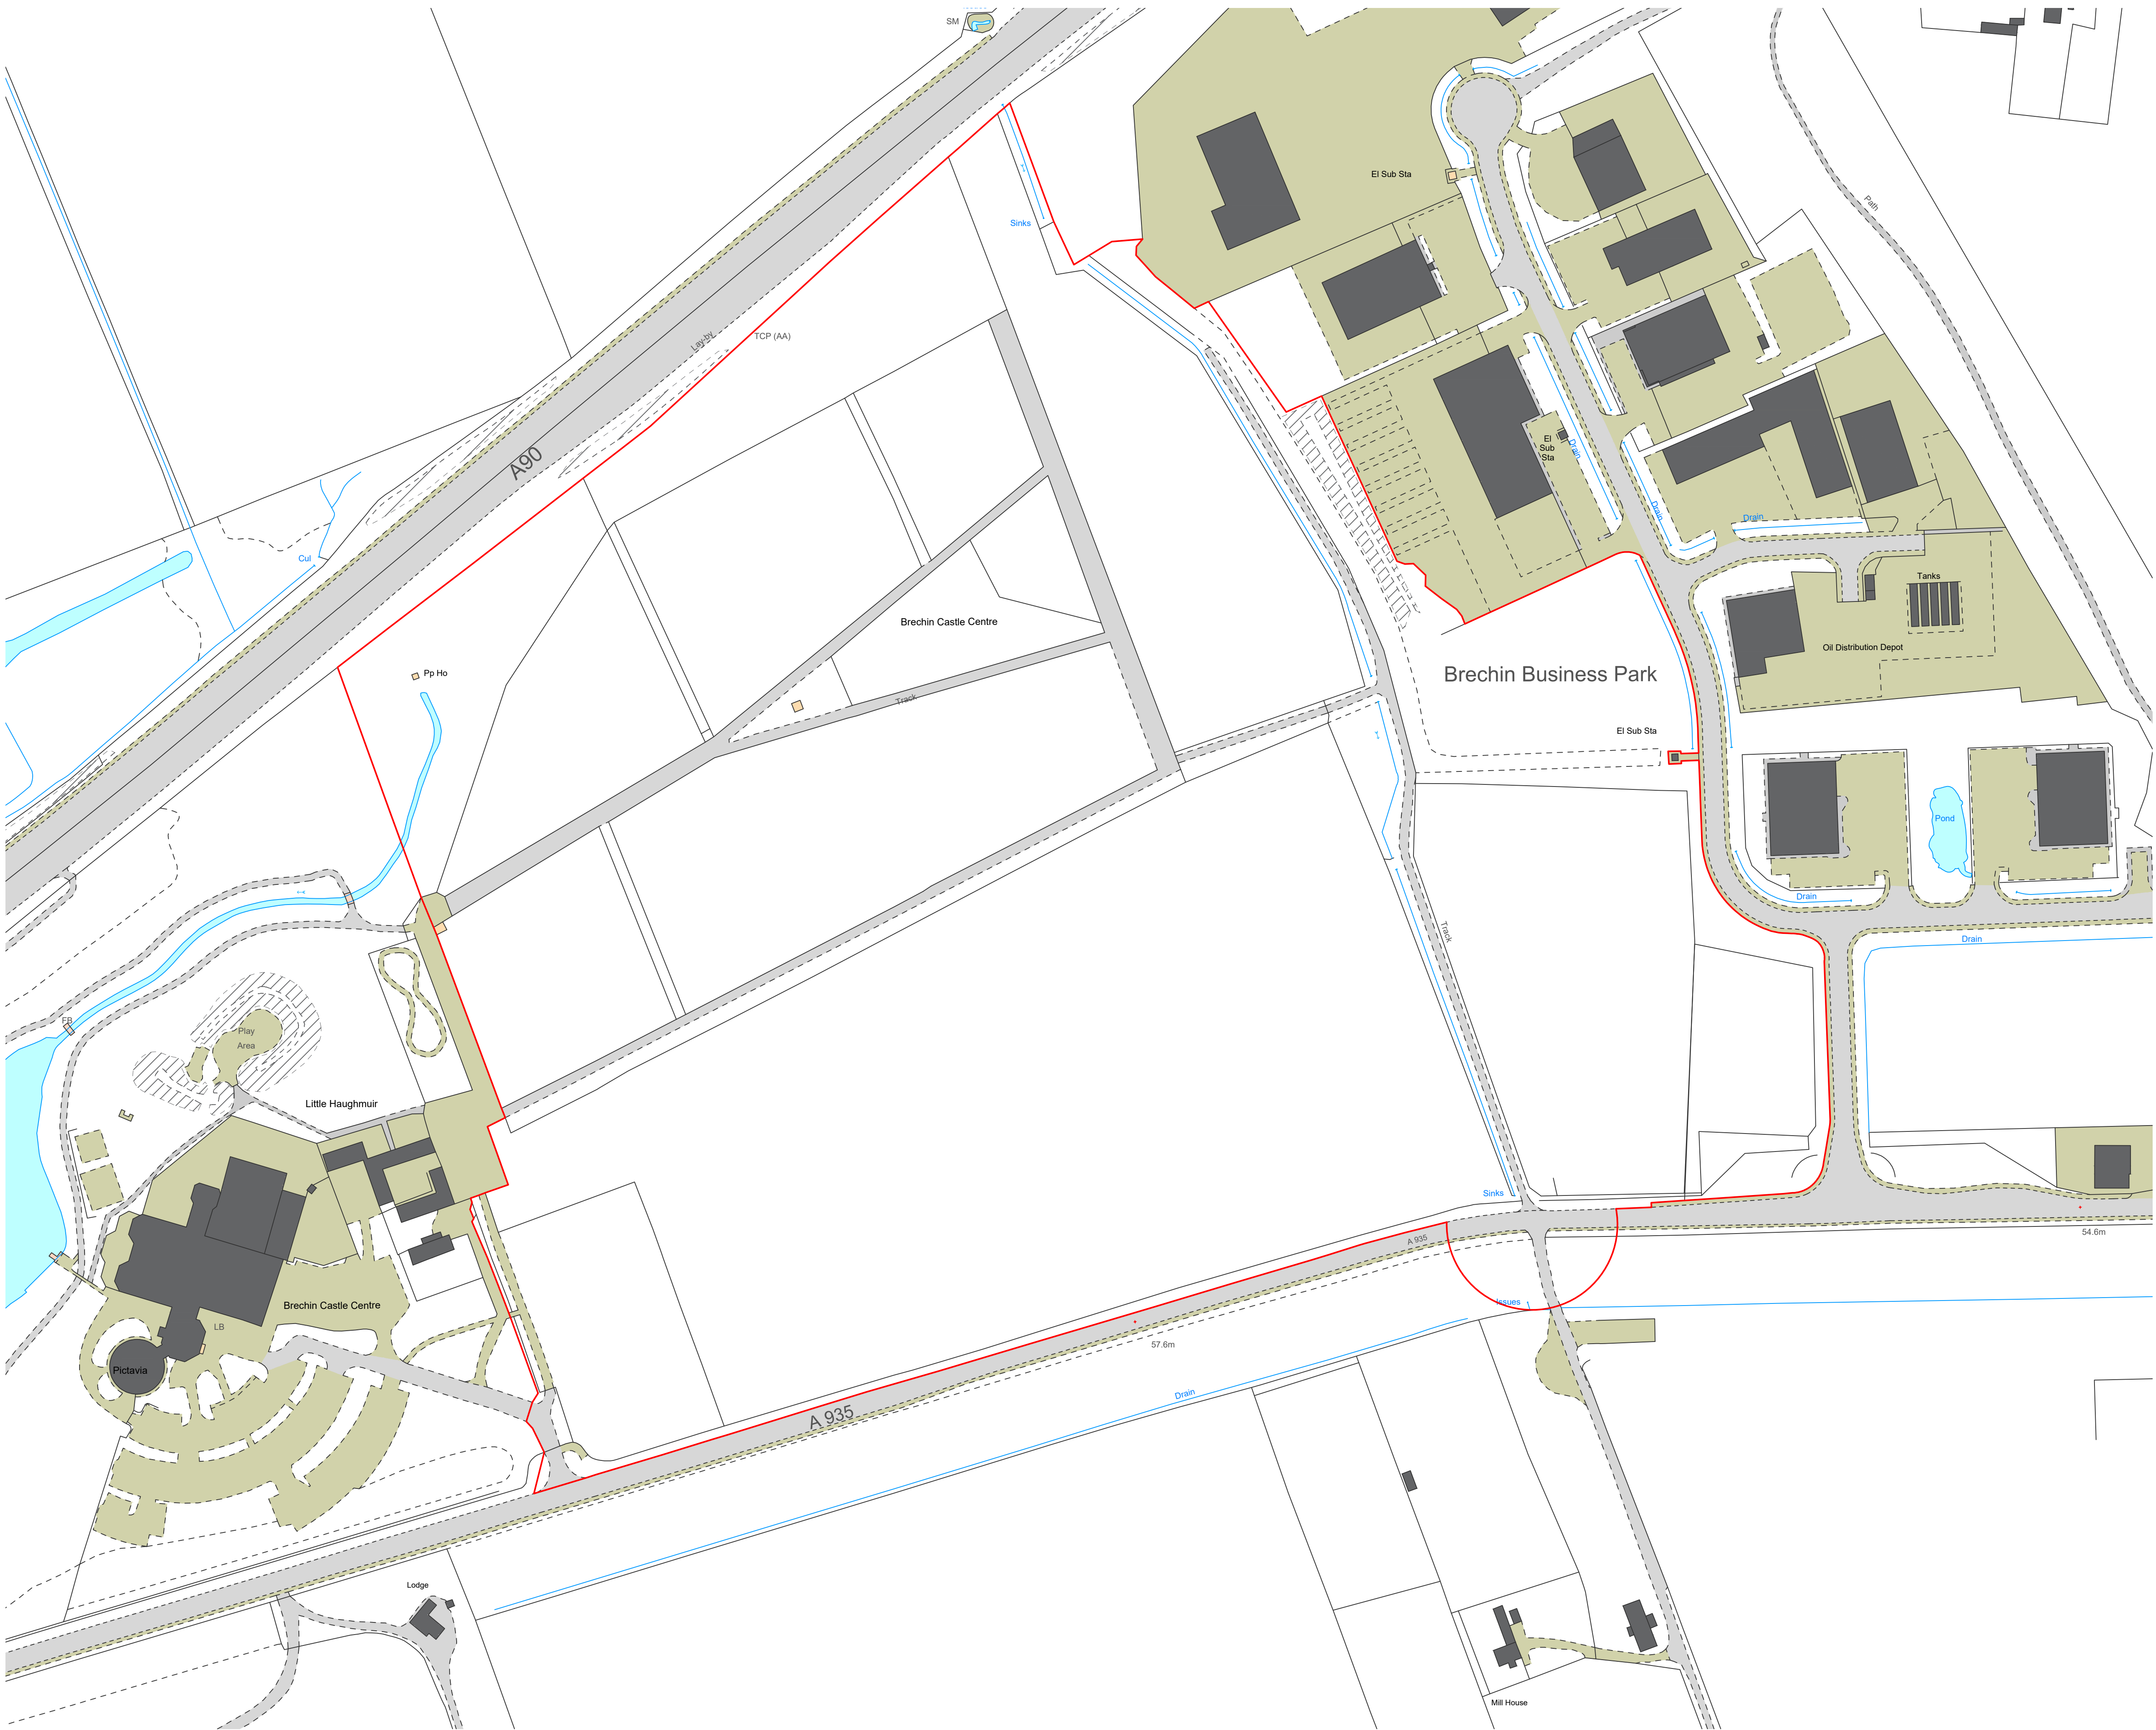 SM
El Sub Sta
Path
Sinks
TCP (AA)
Lay-by
A90
El
Sub
Sta
Drain
Drain
Drain
Cul
Tanks
Brechin Castle Centre
Oil Distribution Depot
Pp Ho
Brechin Business Park
Track
El Sub Sta
Pond
Drain
Track
Drain
FB
Play
Area
Little Haughmuir
Sinks
A 935
54.6m
Issues
Brechin Castle Centre
LB
57.6m
Pictavia
Drain
A 935
Lodge
Mill House